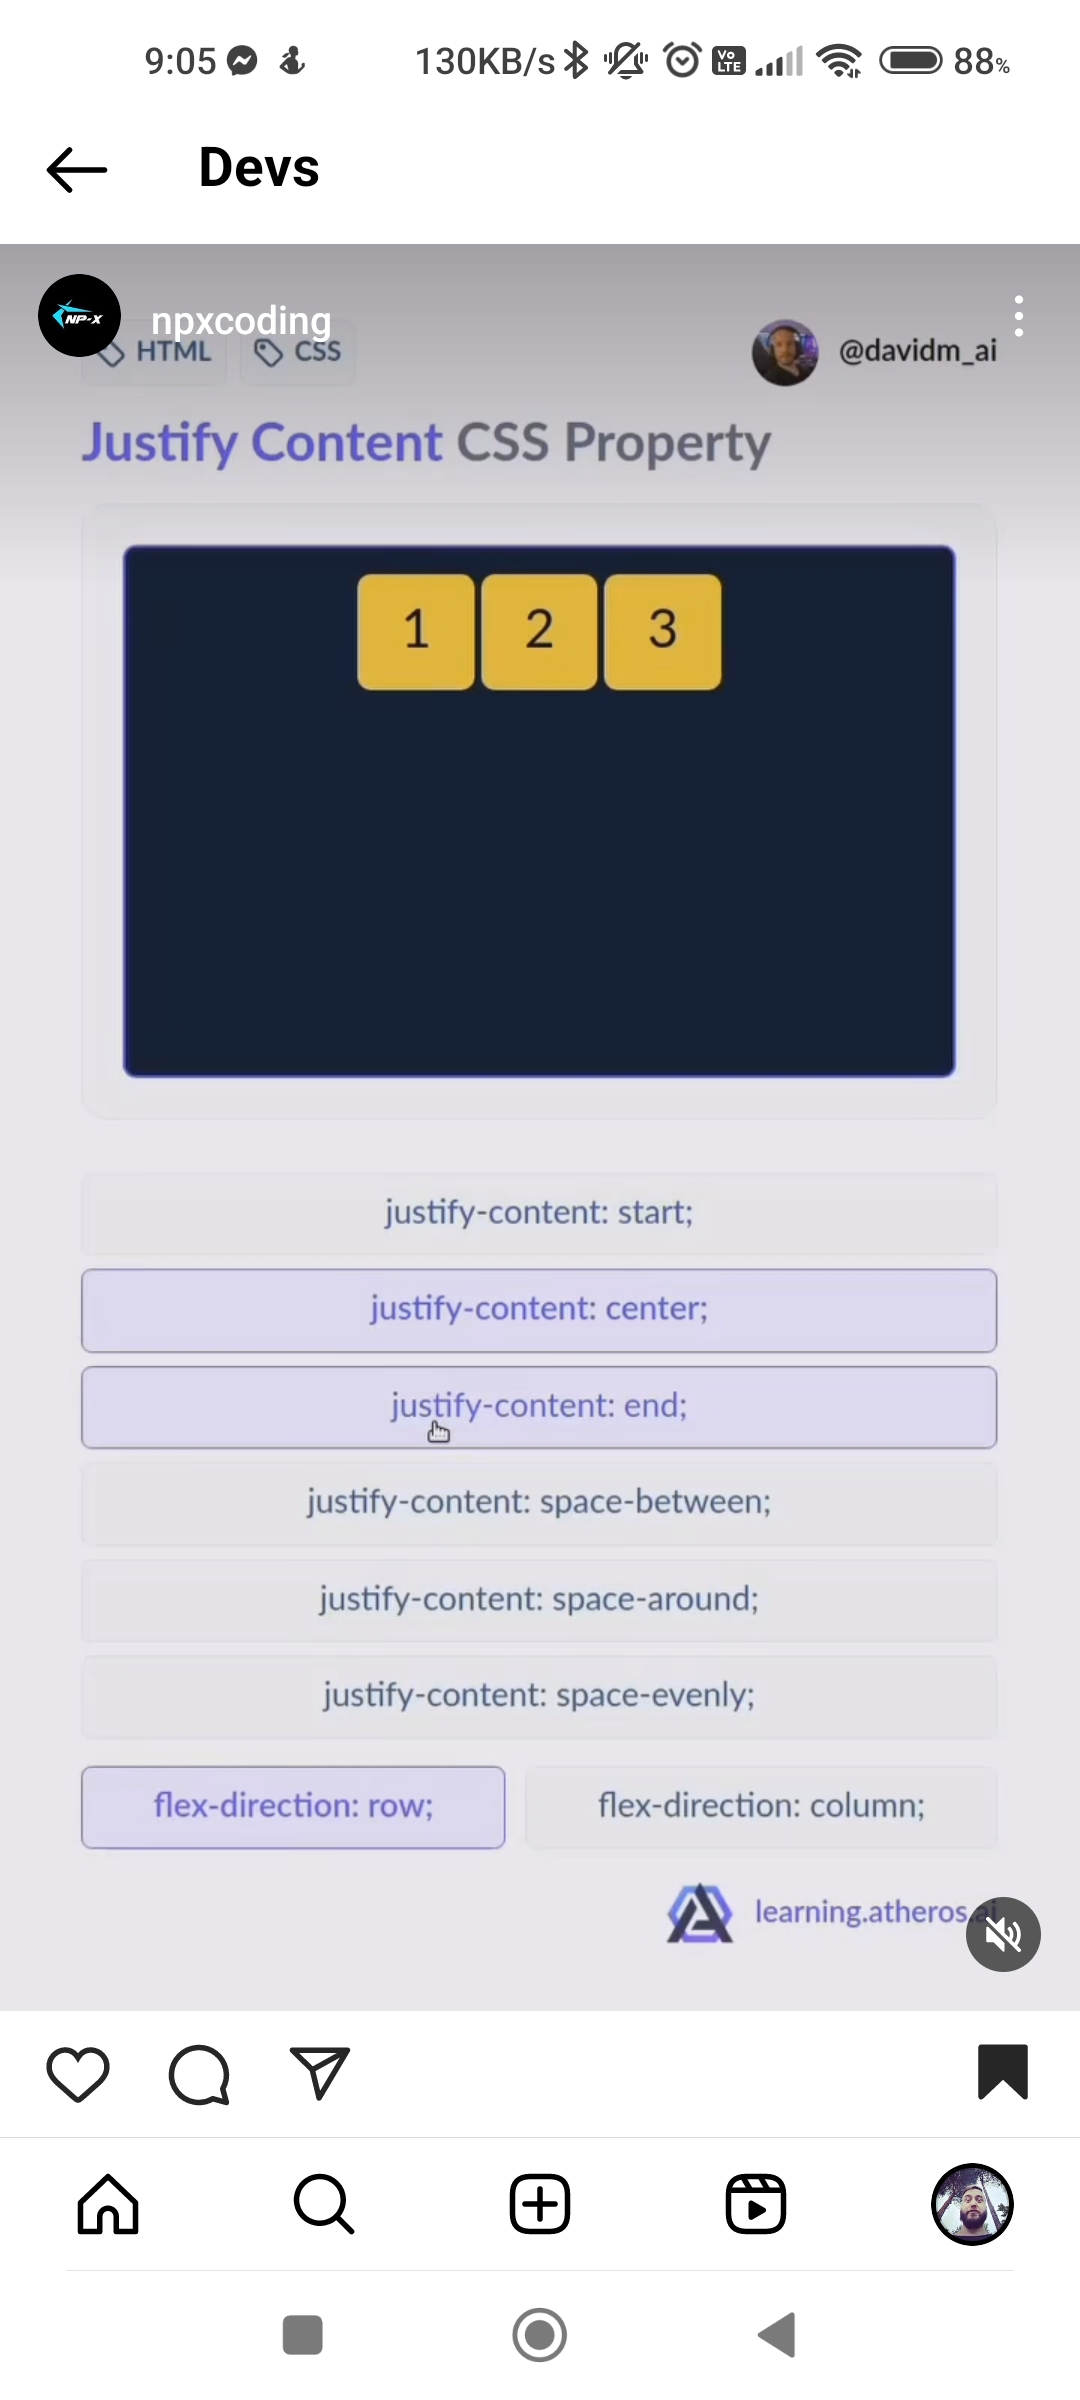 9:05 130KB/s Vo LTE 88%
Devs
NP-X npxcoding
HTML CSS @davidm_ai
Justify Content CSS Property
1 2 3
justify-content: start;
justify-content: center;
justify-content: end;
justify-content: space-between;
justify-content: space-around;
justify-content: space-evenly;
flex-direction: row; flex-direction: column;
learning.atheros.ai